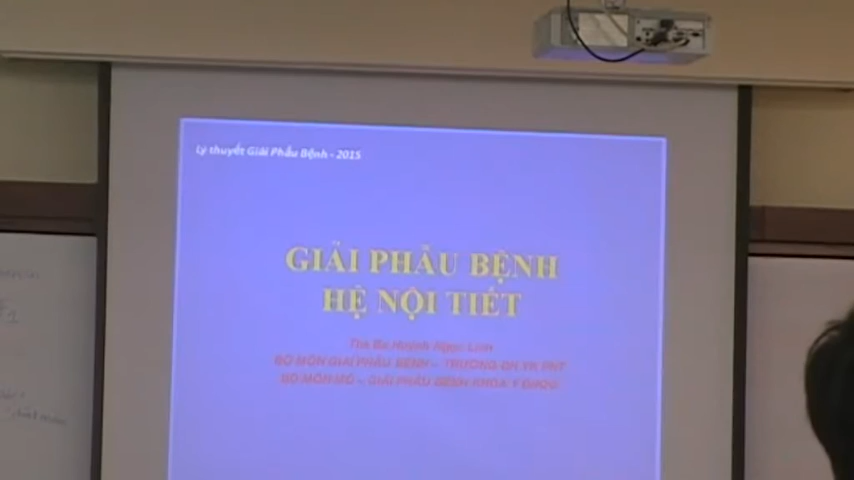 Lý thuyết Giải Phẫu Bệnh - 2015
GIẢI PHẪU BỆNH
HỆ NỘI TIẾT
Ths Bs Huỳnh Ngọc Linh
BỘ MÔN GIẢI PHẪU BỆNH – TRƯỜNG ĐH YK PNT
BỘ MÔN MÔ – GIẢI PHẪU BỆNH KHOA Y ĐHQG